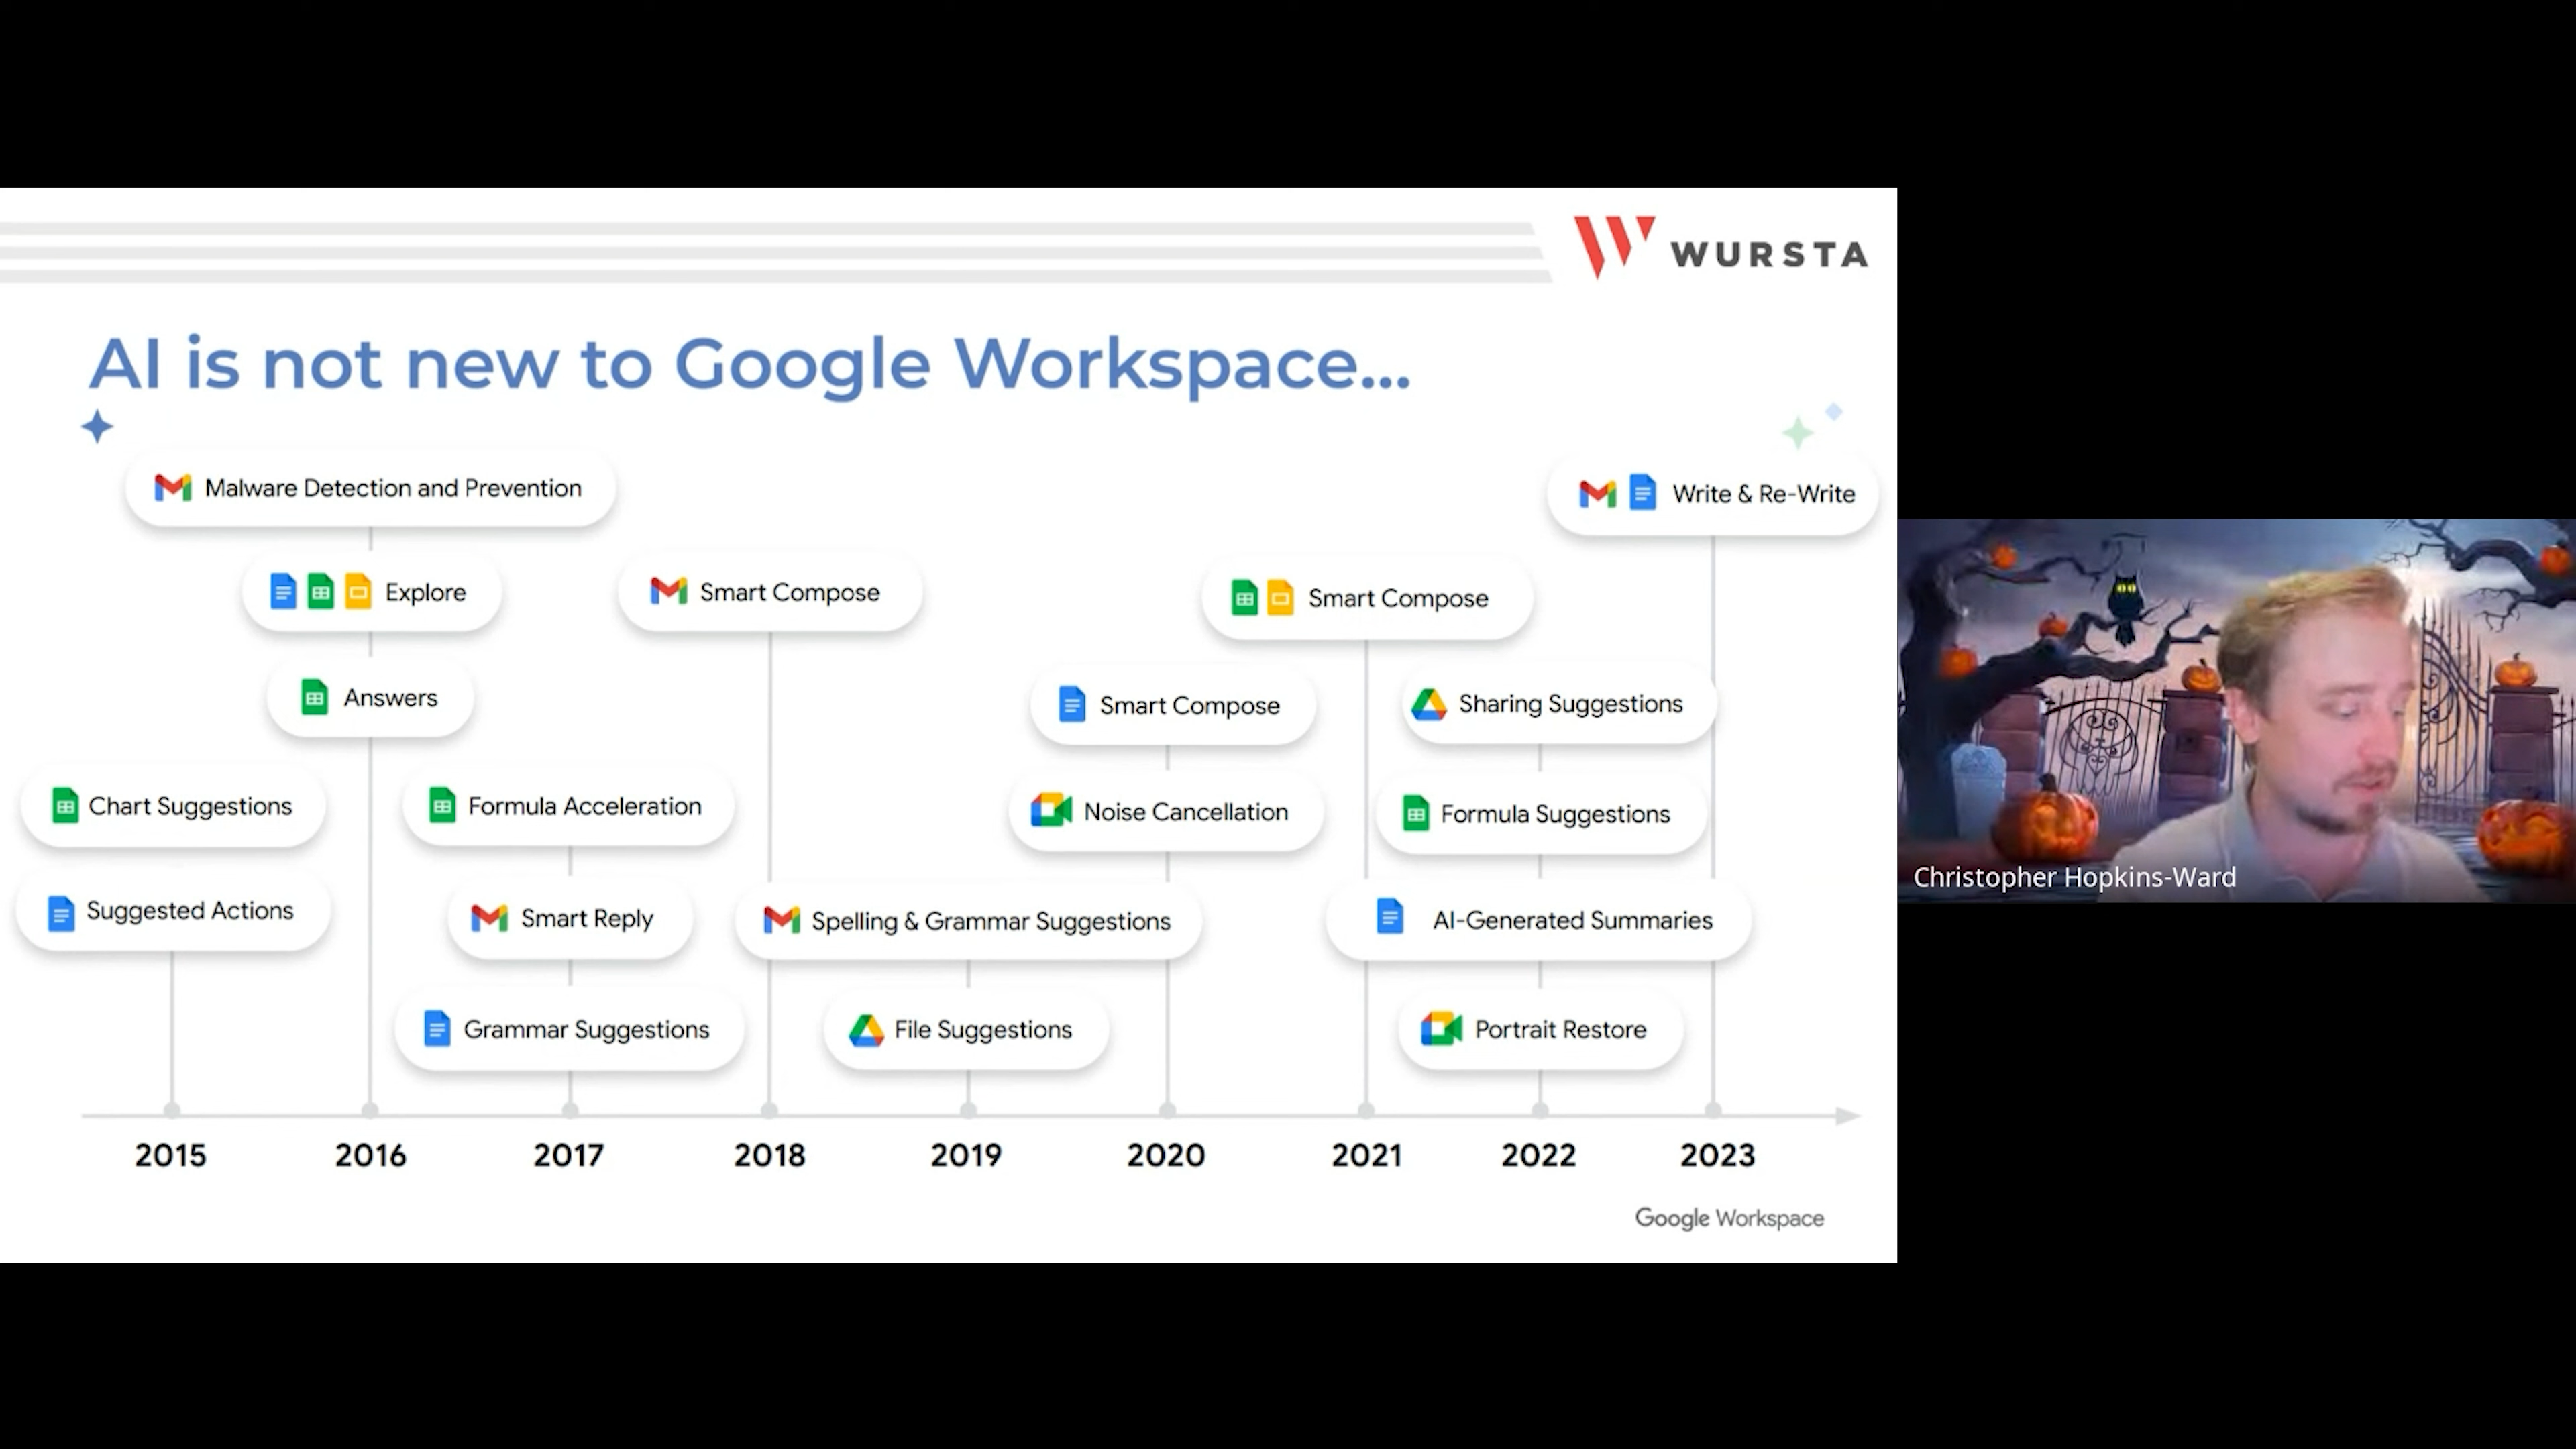 WURSTA
AI is not new to Google Workspace...
Malware Detection and Prevention
Write & Re-Write
Explore
Smart Compose
Smart Compose
Answers
Smart Compose
Sharing Suggestions
Chart Suggestions
Formula Acceleration
Noise Cancellation
Formula Suggestions
Suggested Actions
Smart Reply
Spelling & Grammar Suggestions
AI-Generated Summaries
Grammar Suggestions
File Suggestions
Portrait Restore
2015 2016 2017 2018 2019 2020 2021 2022 2023
Google Workspace
Christopher Hopkins-Ward